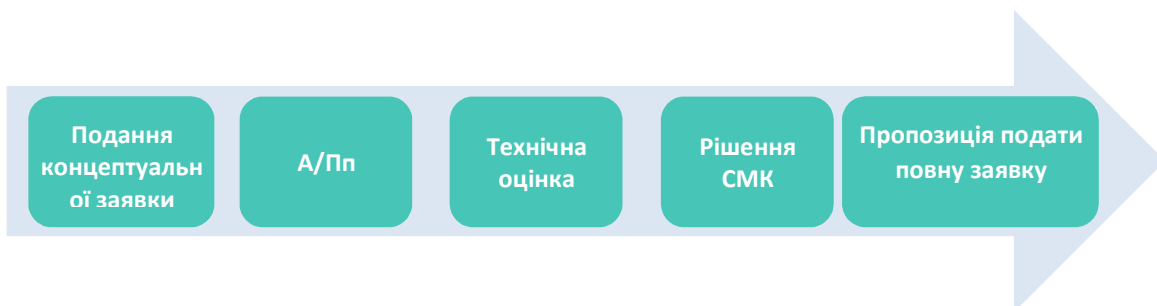 Подання
концептуальн
ої заявки
А/Пп
Технічна
оцінка
Рішення
СМК
Пропозиція подати
повну заявку